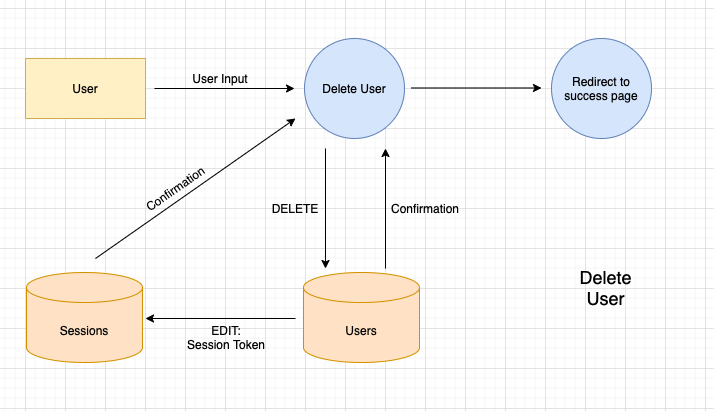 User
User Input
Delete User
Redirect to
success page
Confirmation
DELETE
Confirmation
Delete
User
Sessions
EDIT:
Session Token
Users